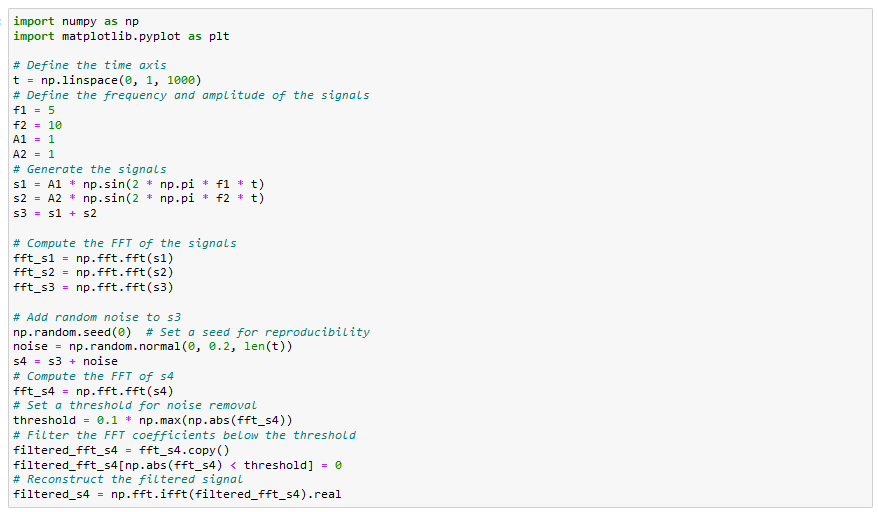 import numpy as np
import matplotlib.pyplot as plt
# Define the time axis
t = np.linspace(0, 1, 1000)
# Define the frequency and amplitude of the signals
f1 = 5
f2 = 10
A1 = 1
A2 = 1
# Generate the signals
s1 = A1 * np.sin(2 * np.pi * f1 * t)
s2 = A2 * np.sin(2 * np.pi * f2 * t)
s3 = s1 + s2
# Compute the FFT of the signals
fft_s1 = np.fft.fft(s1)
fft_s2 = np.fft.fft(s2)
fft_s3 = np.fft.fft(s3)
# Add random noise to s3
np.random.seed(0)  # Set a seed for reproducibility
noise = np.random.normal(0, 0.2, len(t))
s4 = s3 + noise
# Compute the FFT of s4
fft_s4 = np.fft.fft(s4)
# Set a threshold for noise removal
threshold = 0.1 * np.max(np.abs(fft_s4))
# Filter the FFT coefficients below the threshold
filtered_fft_s4 = fft_s4.copy()
filtered_fft_s4[np.abs(fft_s4) < threshold] = 0
# Reconstruct the filtered signal
filtered_s4 = np.fft.ifft(filtered_fft_s4).real